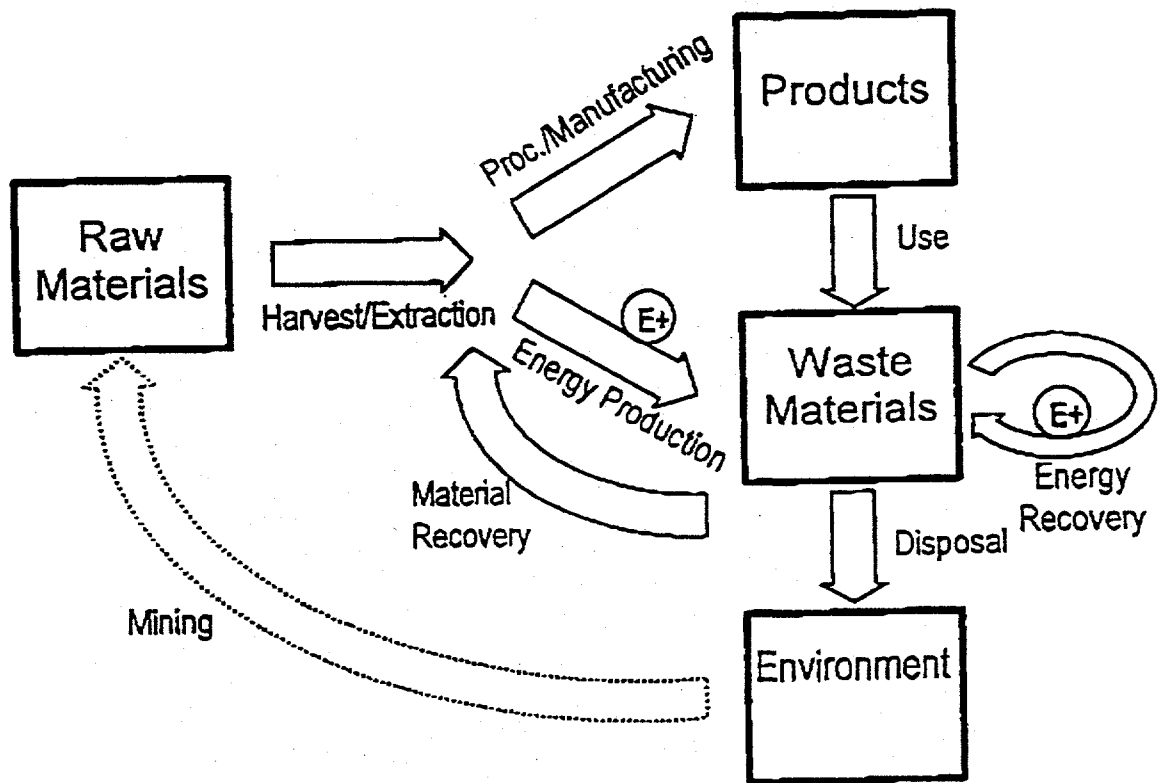 Products
Proc./Manufacturing
Raw
Materials
Use
Harvest/Extraction
E+
Energy Production
Waste
Materials
E+
Energy
Recovery
Material
Recovery
Disposal
Mining
Environment